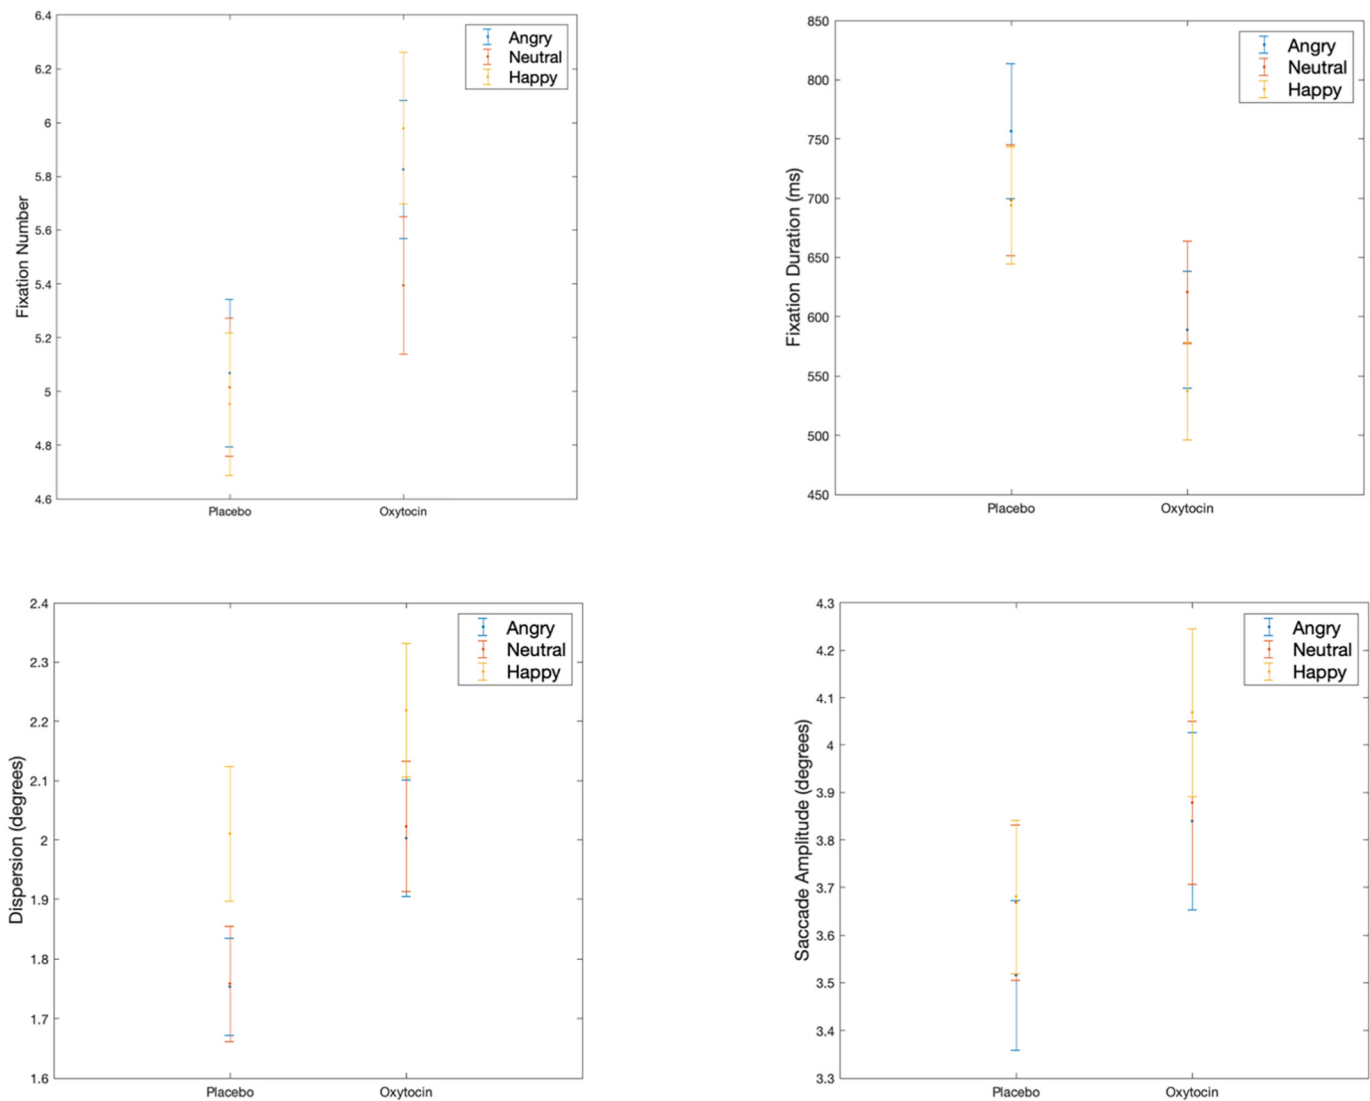 6.4
6.2
6
5.8
5.6
5.4
5.2
5
4.8
4.6
Fixation Number
Placebo
Oxytocin
Angry
Neutral
Happy
850
800
750
700
650
600
550
500
450
Fixation Duration (ms)
Placebo
Oxytocin
Angry
Neutral
Happy
2.4
2.3
2.2
2.1
2
1.9
1.8
1.7
1.6
Dispersion (degrees)
Placebo
Oxytocin
Angry
Neutral
Happy
4.3
4.2
4.1
4
3.9
3.8
3.7
3.6
3.5
3.4
3.3
Saccade Amplitude (degrees)
Placebo
Oxytocin
Angry
Neutral
Happy